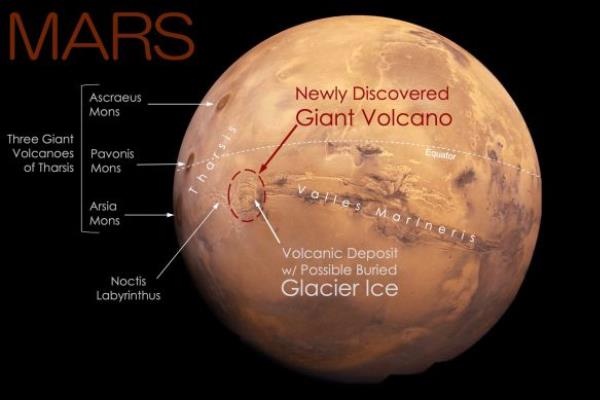 MARS
Newly Discovered
Giant Volcano
Ascraeus
Mons
Three Giant
Volcanoes
of Tharsis
Pavonis
Mons
Arsia
Mons
Tharsis
Equator
Valles Marineris
Volcanic Deposit
w/ Possible Buried
Glacier Ice
Noctis
Labyrinthus